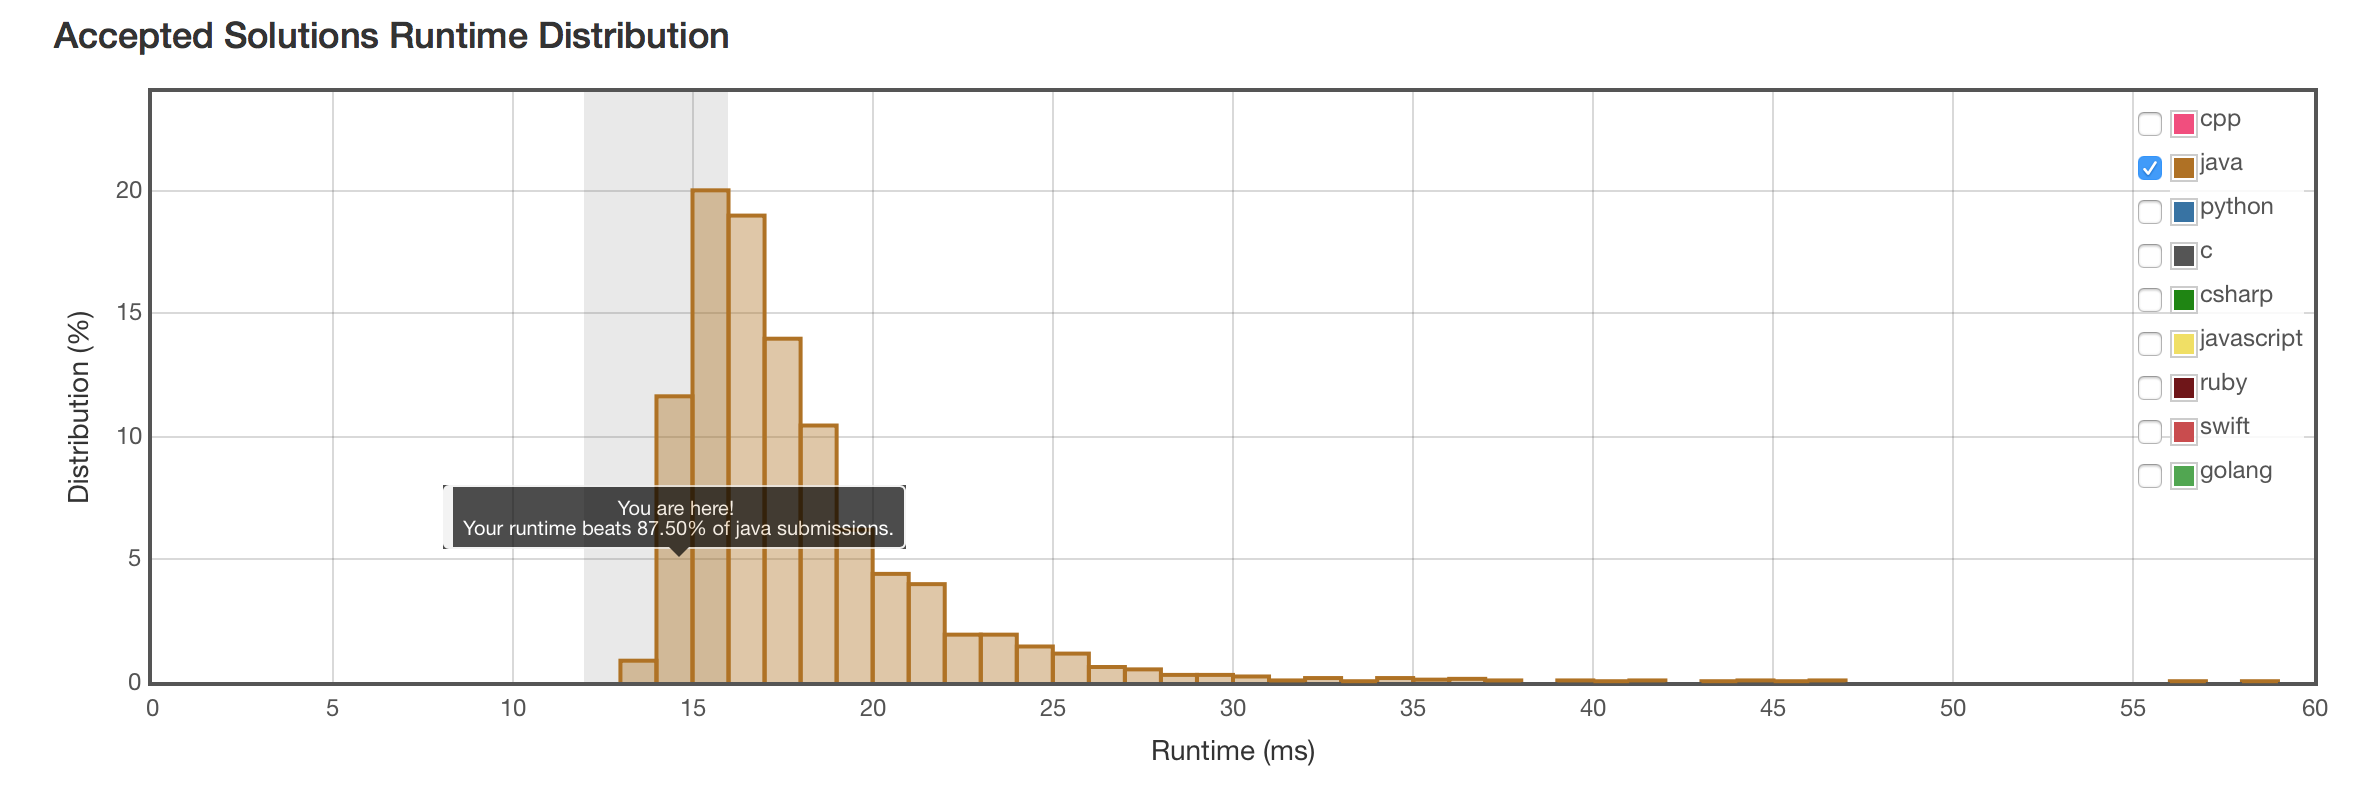 Accepted Solutions Runtime Distribution
Distribution (%)
20
15
10
5
0
You are here!
Your runtime beats 87.50% of java submissions.
cpp
java
python
c
csharp
javascript
ruby
swift
golang
0 5 10 15 20 25 30 35 40 45 50 55 60
Runtime (ms)